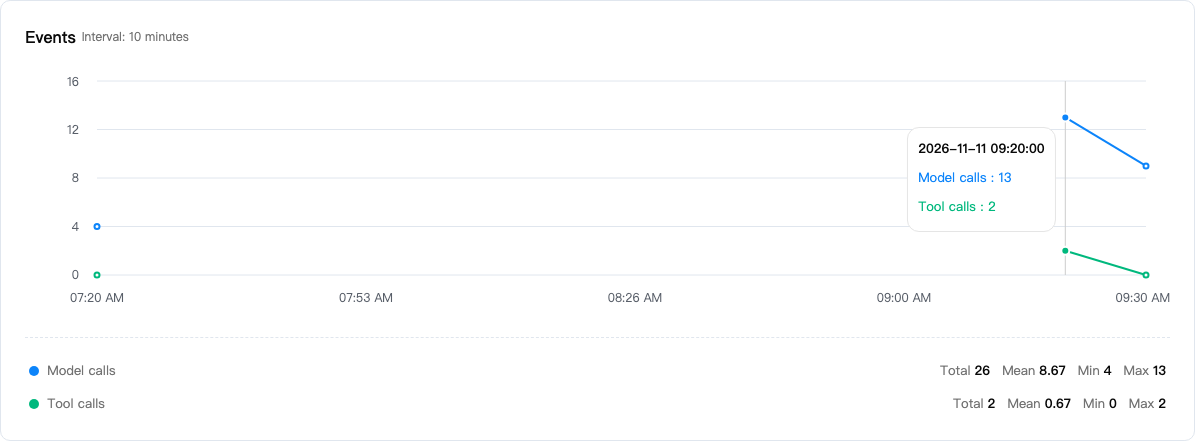 Events Interval: 10 minutes
16
12
8
4
0
2026-11-11 09:20:00
Model calls : 13
Tool calls : 2
07:20 AM 07:53 AM 08:26 AM 09:00 AM 09:30 AM
Model calls Total 26 Mean 8.67 Min 4 Max 13
Tool calls Total 2 Mean 0.67 Min 0 Max 2